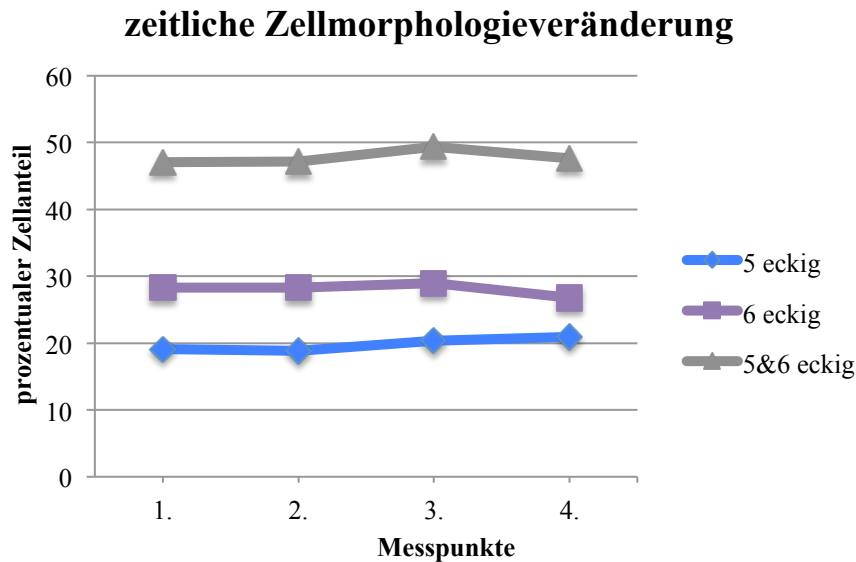 zeitliche Zellmorphologieveränderung
prozentualer Zellanteil
60
50
40
30
20
10
0
1. 2. 3. 4.
Messpunkte
5 eckig
6 eckig
5&6 eckig